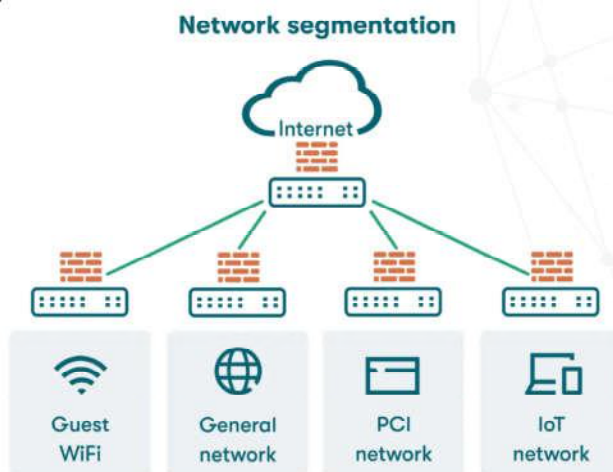 Network segmentation
Internet
Guest
WiFi
General
network
PCI
network
IoT
network